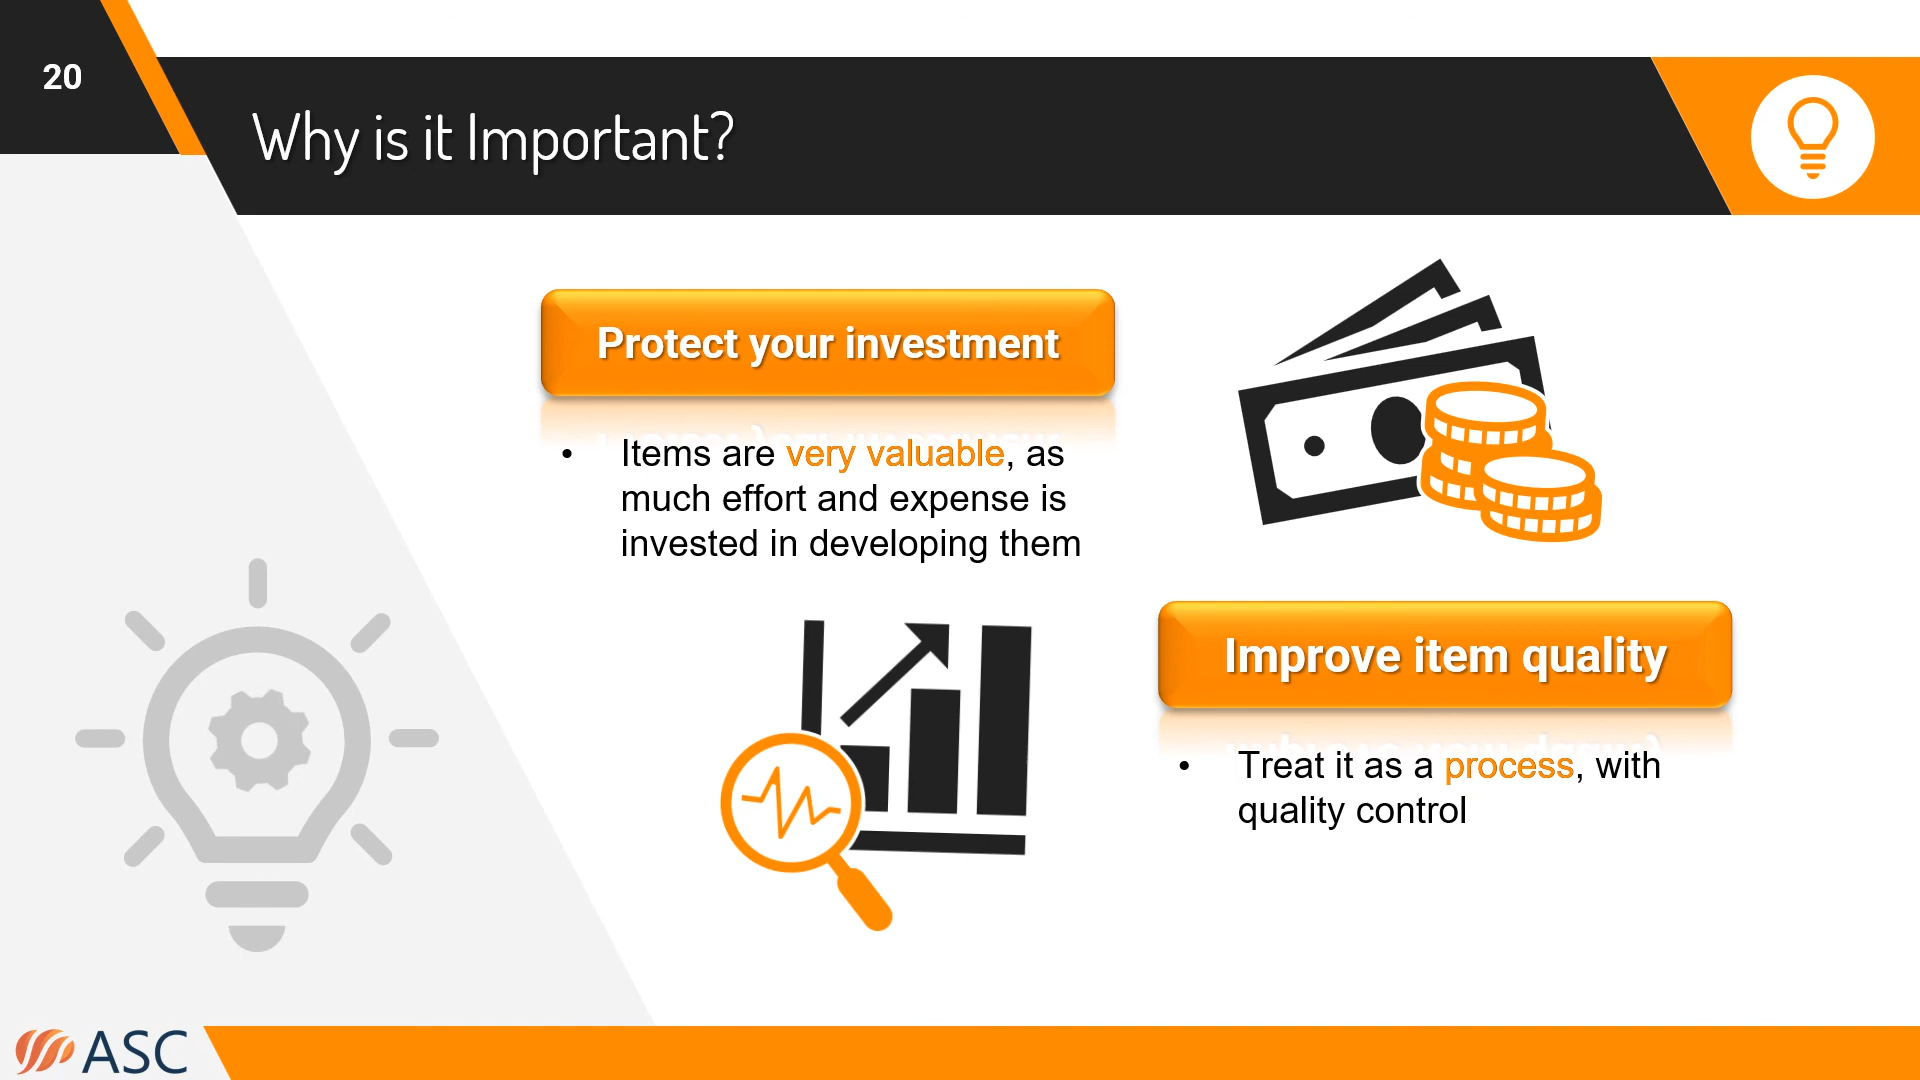 20
Why is it Important?
Protect your investment
• Items are very valuable, as
much effort and expense is
invested in developing them
Improve item quality
• Treat it as a process, with
quality control
ASC